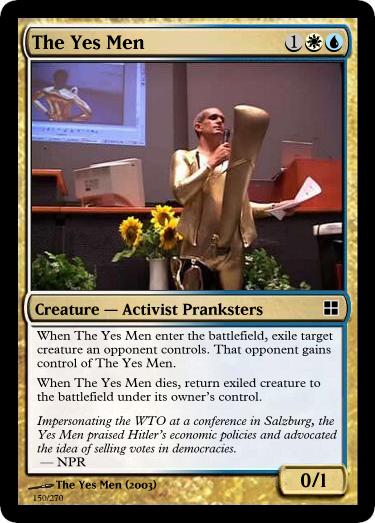 The Yes Men 1
Creature — Activist Pranksters
When The Yes Men enter the battlefield, exile target
creature an opponent controls. That opponent gains
control of The Yes Men.
When The Yes Men dies, return exiled creature to
the battlefield under its owner's control.
Impersonating the WTO at a conference in Salzburg, the
Yes Men praised Hitler's economic policies and advocated
the idea of selling votes in democracies.
— NPR
0/1
The Yes Men (2003)
150/270